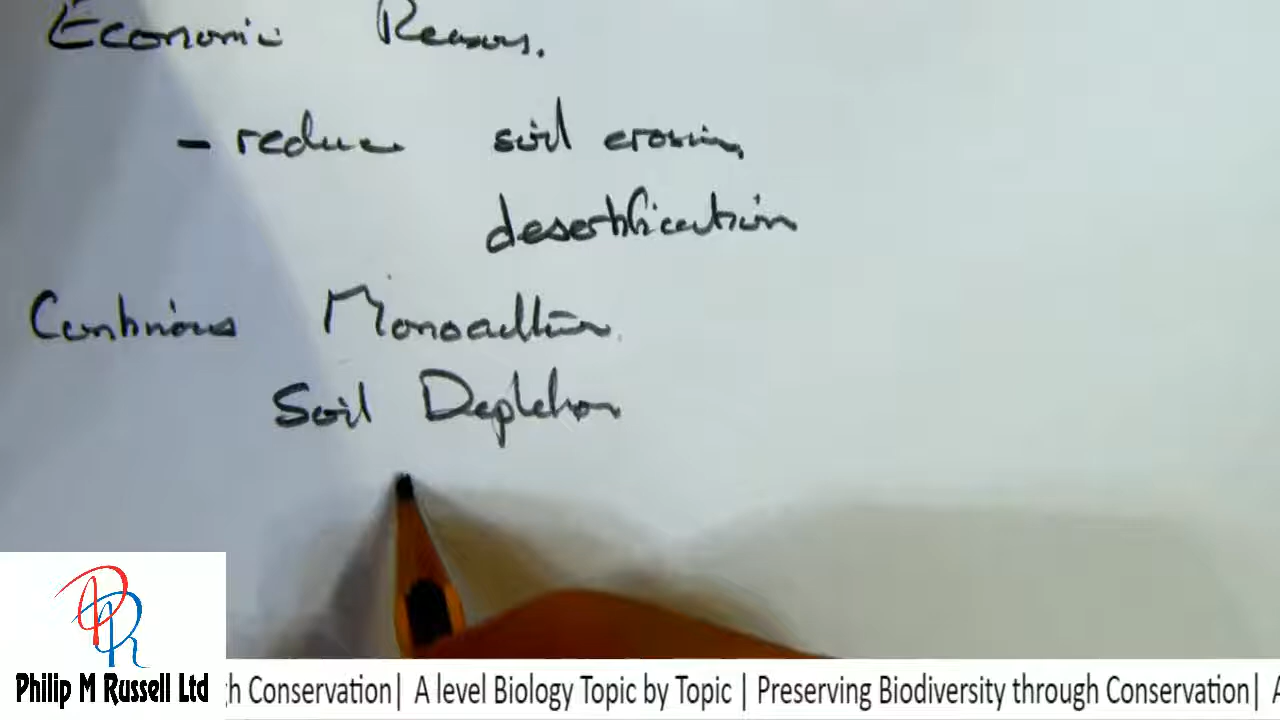 Economic Reasons.
- reduce soil erosion,
desertification
Continuous Monoculture.
Soil Depletion
Philip M Russell Ltd
h Conservation| A level Biology Topic by Topic | Preserving Biodiversity through Conservation| A